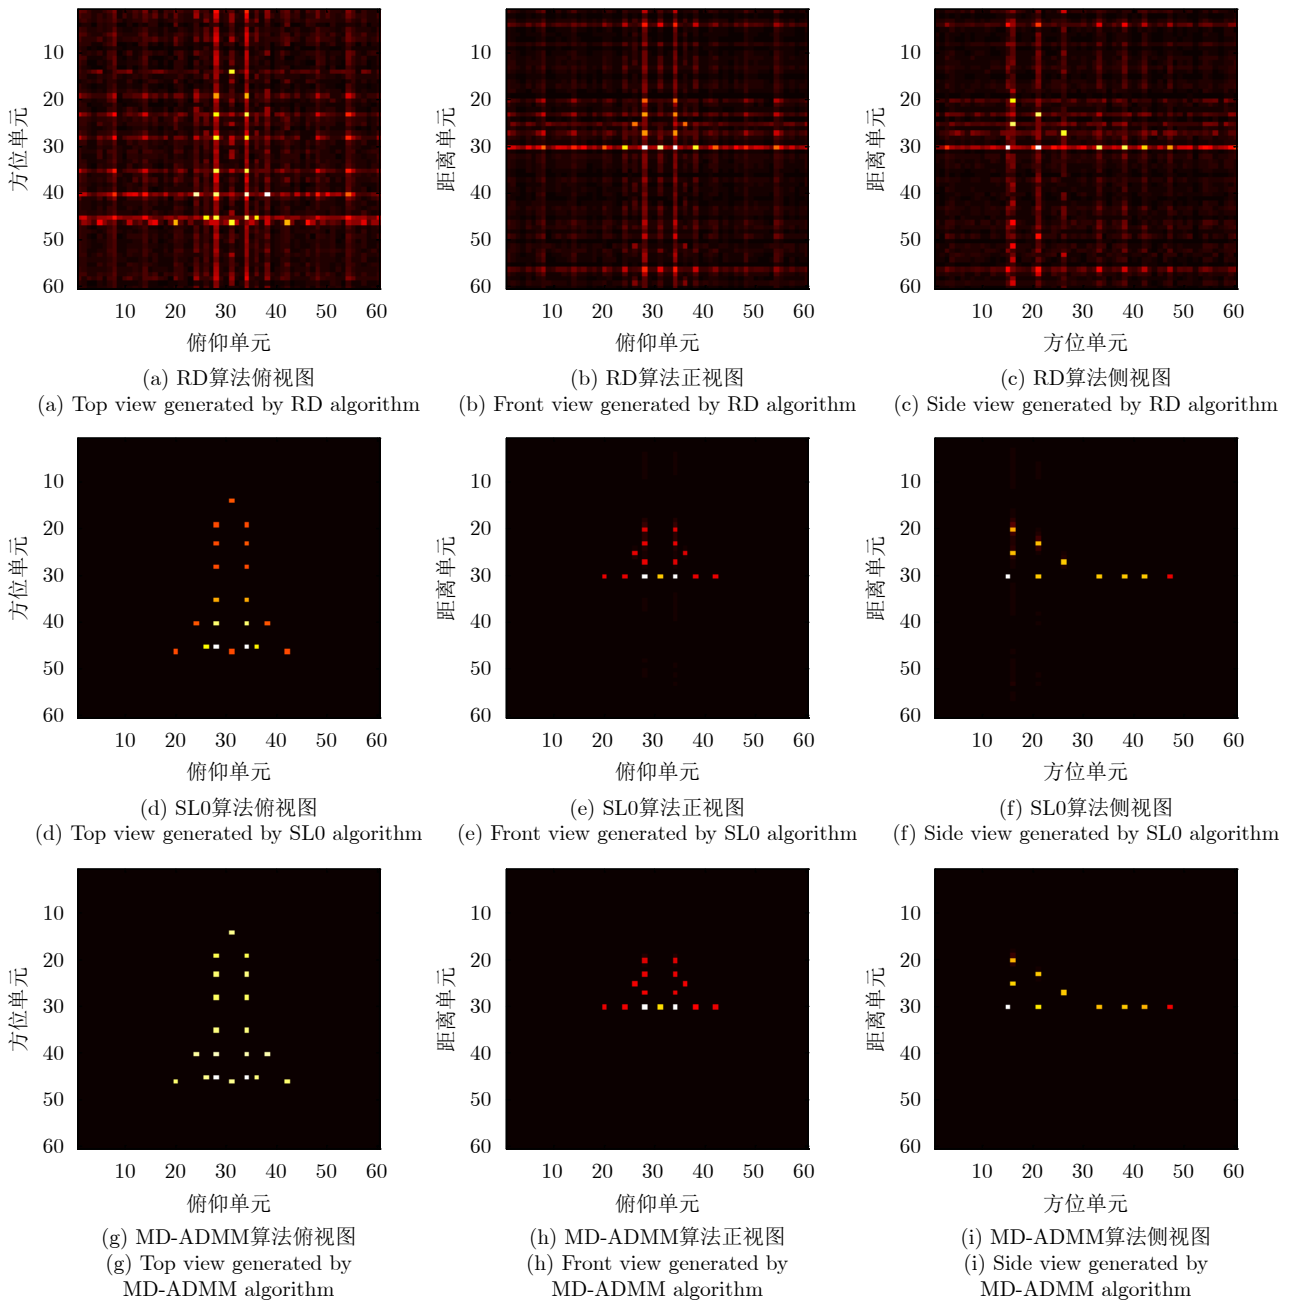 10
20
30
40
50
60
方位单元
10 20 30 40 50 60
俯仰单元
(a) RD算法俯视图
(a) Top view generated by RD algorithm
10
20
30
40
50
60
距离单元
10 20 30 40 50 60
俯仰单元
(b) RD算法正视图
(b) Front view generated by RD algorithm
10
20
30
40
50
60
距离单元
10 20 30 40 50 60
方位单元
(c) RD算法侧视图
(c) Side view generated by RD algorithm
10
20
30
40
50
60
方位单元
10 20 30 40 50 60
俯仰单元
(d) SL0算法俯视图
(d) Top view generated by SL0 algorithm
10
20
30
40
50
60
距离单元
10 20 30 40 50 60
俯仰单元
(e) SL0算法正视图
(e) Front view generated by SL0 algorithm
10
20
30
40
50
60
距离单元
10 20 30 40 50 60
方位单元
(f) SL0算法侧视图
(f) Side view generated by SL0 algorithm
10
20
30
40
50
60
方位单元
10 20 30 40 50 60
俯仰单元
(g) MD-ADMM算法俯视图
(g) Top view generated by
MD-ADMM algorithm
10
20
30
40
50
60
距离单元
10 20 30 40 50 60
俯仰单元
(h) MD-ADMM算法正视图
(h) Front view generated by
MD-ADMM algorithm
10
20
30
40
50
60
距离单元
10 20 30 40 50 60
方位单元
(i) MD-ADMM算法侧视图
(i) Side view generated by
MD-ADMM algorithm